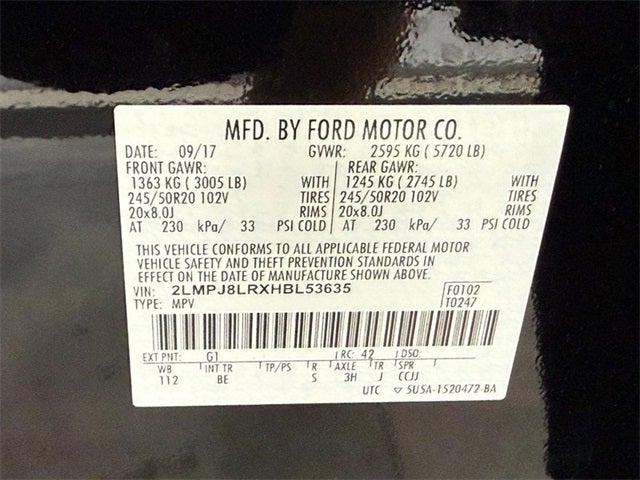 MFD. BY FORD MOTOR CO.
DATE: 09/17 GVWR: 2595 KG ( 5720 LB)
FRONT GAWR: REAR GAWR:
1363 KG ( 3005 LB) WITH 1245 KG ( 2745 LB) WITH
245/50R20 102V TIRES 245/50R20 102V TIRES
20x8.0J RIMS 20x8.0J RIMS
AT 230 kPa/ 33 PSI COLD AT 230 kPa/ 33 PSI COLD
THIS VEHICLE CONFORMS TO ALL APPLICABLE FEDERAL MOTOR
VEHICLE SAFETY AND THEFT PREVENTION STANDARDS IN
EFFECT ON THE DATE OF MANUFACTURE SHOWN ABOVE.
VIN: 2LMPJ8LRXHBL53635 F0102
TYPE: MPV T0247
EXT PNT: G1 RC: 42 DSO:
WB INT TR TP/PS R AXLE TR SPR
112 BE S 3H J CCJJ
UTC ▽ 5U5A-1520472-BA